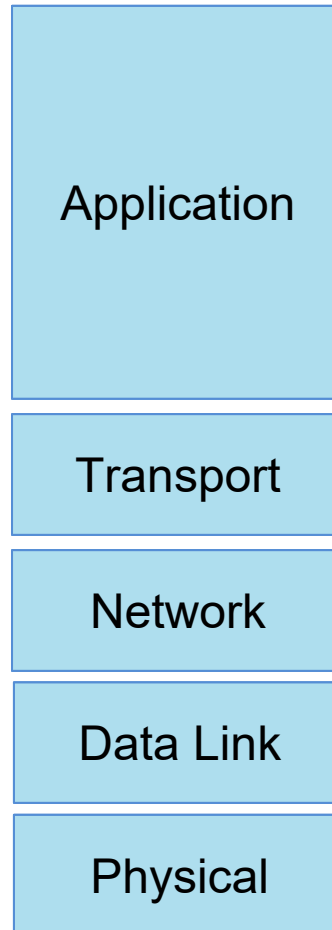 Application
Transport
Network
Data Link
Physical